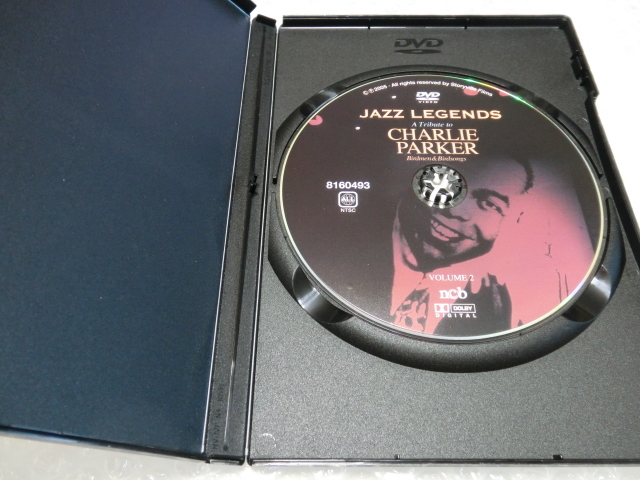 DVD
©℗ 2005 - All rights reserved by Storyville Films
DVD
VIDEO
JAZZ LEGENDS
A Tribute to
CHARLIE
PARKER
Birdmen & Birdsongs
8160493
ALL
NTSC
VOLUME 2
ncb
DOLBY
DIGITAL